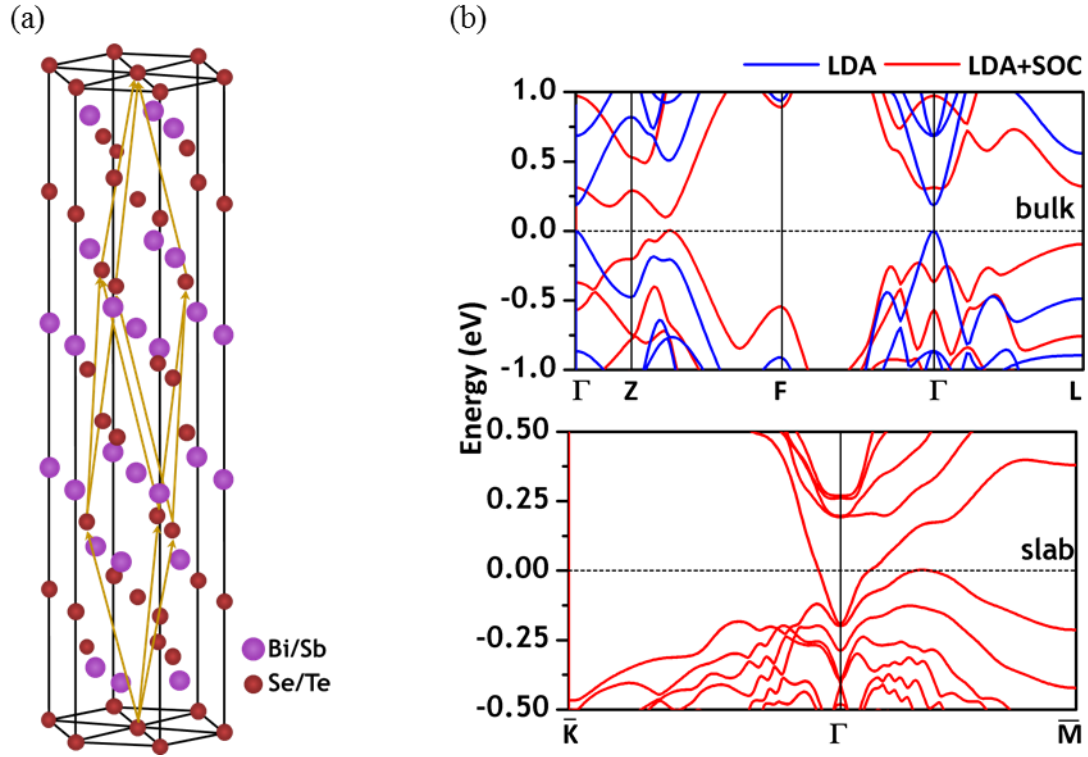 (a)
Bi/Sb
Se/Te
(b)
LDA LDA+SOC
Energy (eV)
1.0
0.5
0.0
-0.5
-1.0
bulk
Γ Z F Γ L
0.50
0.25
0.00
-0.25
-0.50
slab
K̅ Γ M̅